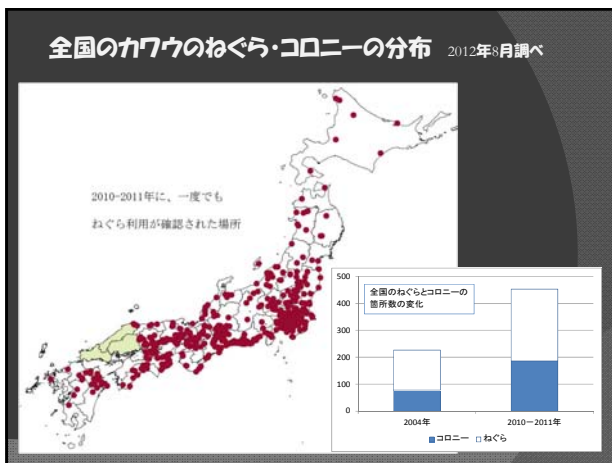 全国のカワウのねぐら・コロニーの分布 2012年8月調べ
2010-2011年に、一度でも
ねぐら利用が確認された場所
全国のねぐらとコロニーの
箇所数の変化
500
400
300
200
100
0
2004年 2010－2011年
コロニー ねぐら